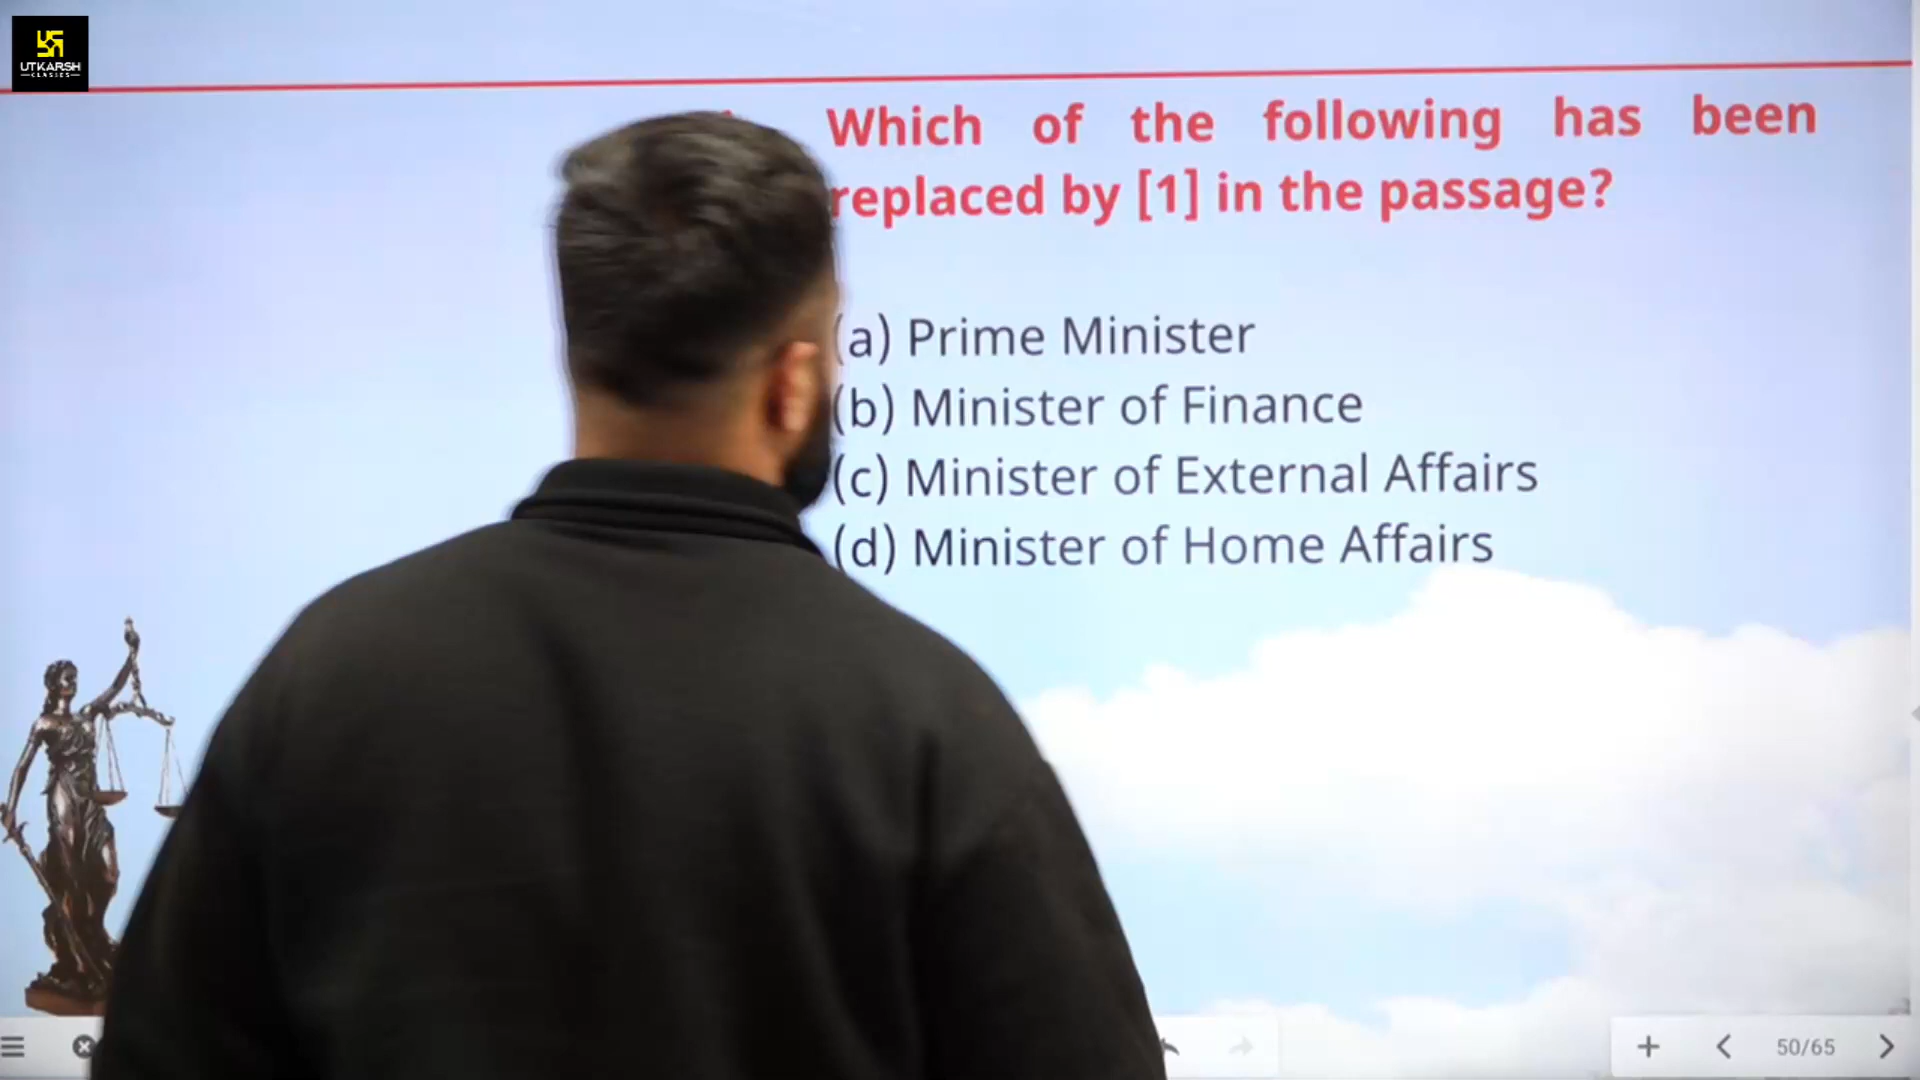 UTKARSH
CLASSES
Which of the following has been
replaced by [1] in the passage?
(a) Prime Minister
(b) Minister of Finance
(c) Minister of External Affairs
(d) Minister of Home Affairs
50/65